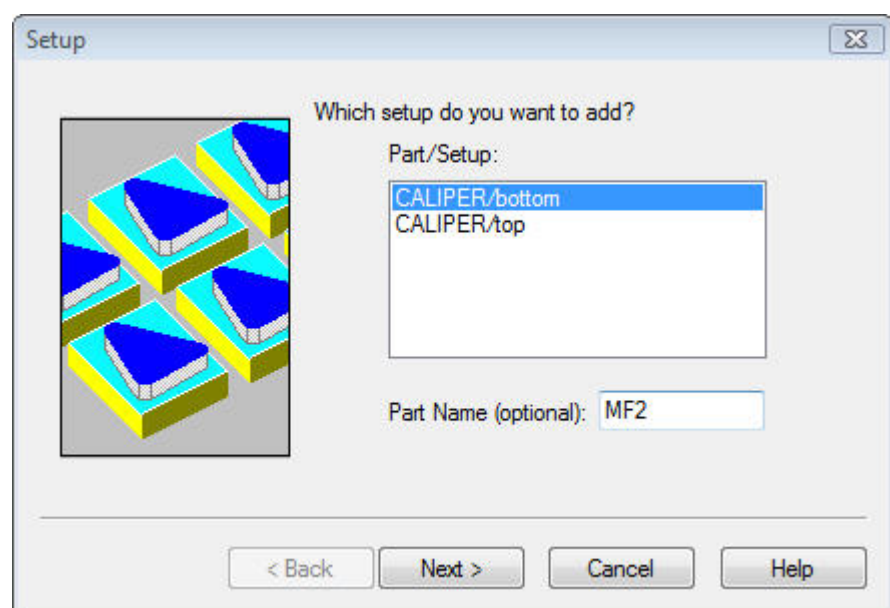 Setup
Which setup do you want to add?
Part/Setup:
CALIPER/bottom
CALIPER/top
Part Name (optional): MF2
< Back Next > Cancel Help